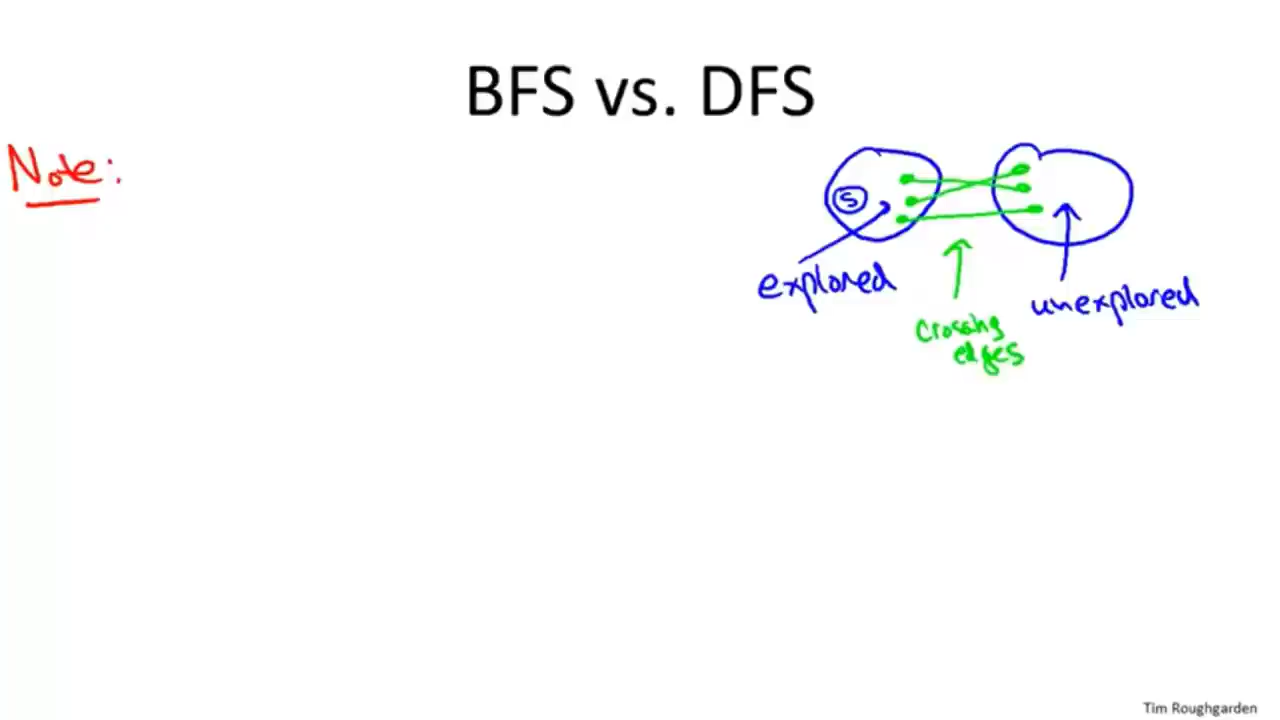 BFS vs. DFS
Note:
S
explored
unexplored
crossing
edges
Tim Roughgarden